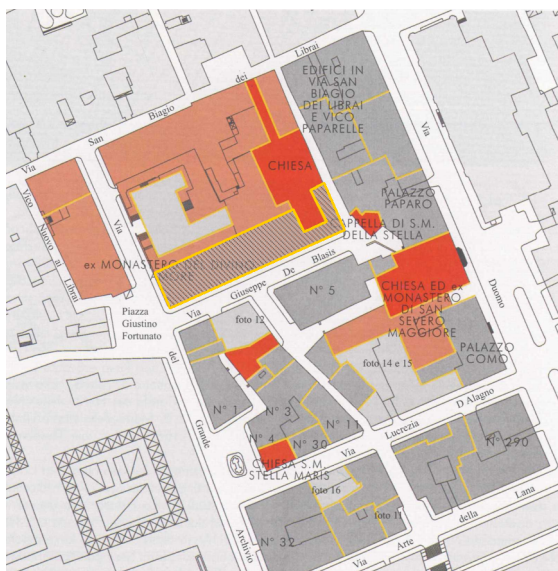 Librai
dei
Biagio
San
Via
EDIFICI IN
VIA SAN
BIAGIO
DEI LIBRAI
E VICO
PAPARELLE
Via
CHIESA
PALAZZO
PAPARO
CAPPELLA DI S.M.
DELLA STELLA
Vico
Nuovo
ai
Librai
Via
ex MONASTERO DEL DIVINO
AMORE
Via Giuseppe De Blasis
N° 5
CHIESA ED ex
MONASTERO
DI SAN
SEVERO
MAGGIORE
Duomo
PALAZZO
COMO
Piazza
Giustino
Fortunato
foto 12
foto 14 e 15
del
Grande
Archivio
N° 1
N° 3
N° 4
N° 30
N° 11
CHIESA S.M.
STELLA MARIS
Via Lucrezia D Alagno
N° 290
foto 16
foto 11
N° 32
Via Arte della Lana